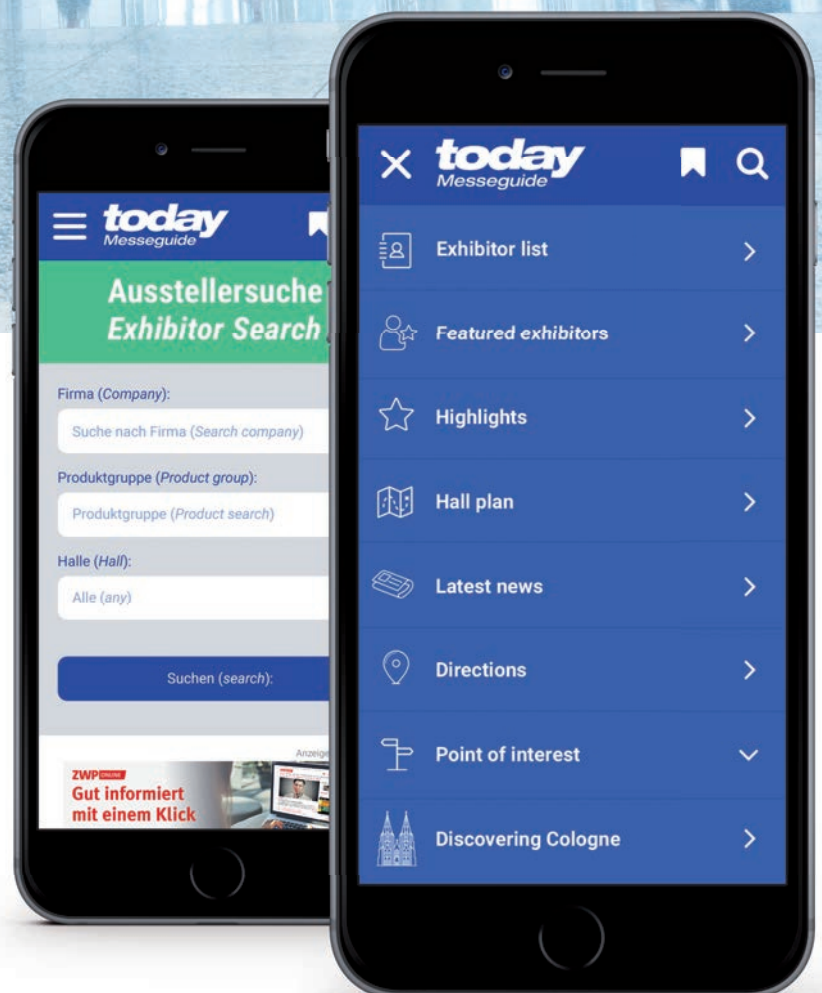 today
Messeguide
Ausstellersuche
Exhibitor Search
Firma (Company):
Suche nach Firma (Search company)
Produktgruppe (Product group):
Produktgruppe (Product search)
Halle (Hall):
Alle (any)
Suchen (search):
ZWP ONLINE
Gut informiert
mit einem Klick
today
Messeguide
Exhibitor list
Featured exhibitors
Highlights
Hall plan
Latest news
Directions
Point of interest
Discovering Cologne